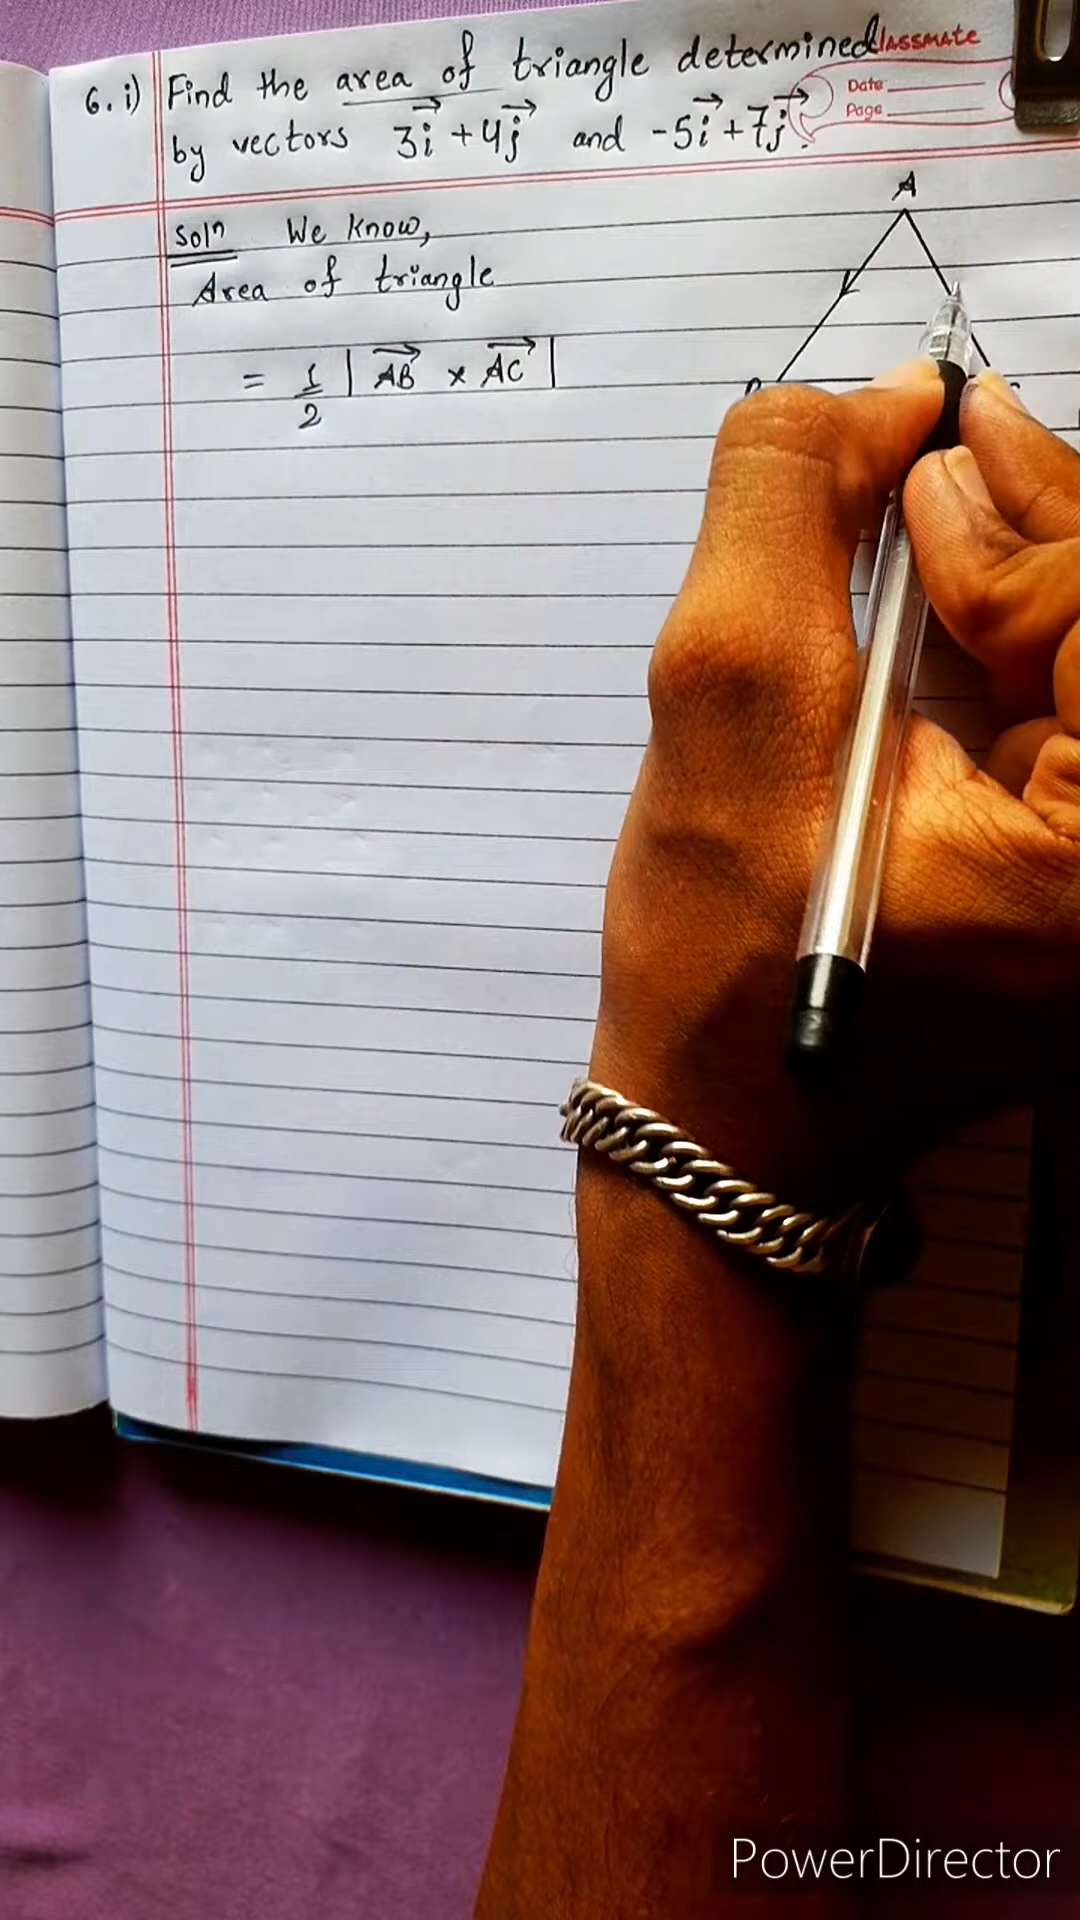 6. i) Find the area of triangle determined
classmate
Date
Page
by vectors 3i⃗ + 4j⃗ and -5i⃗ + 7j⃗.
Soln We know,
Area of triangle
= 1/2 | AB⃗ × AC⃗ |
A
PowerDirector